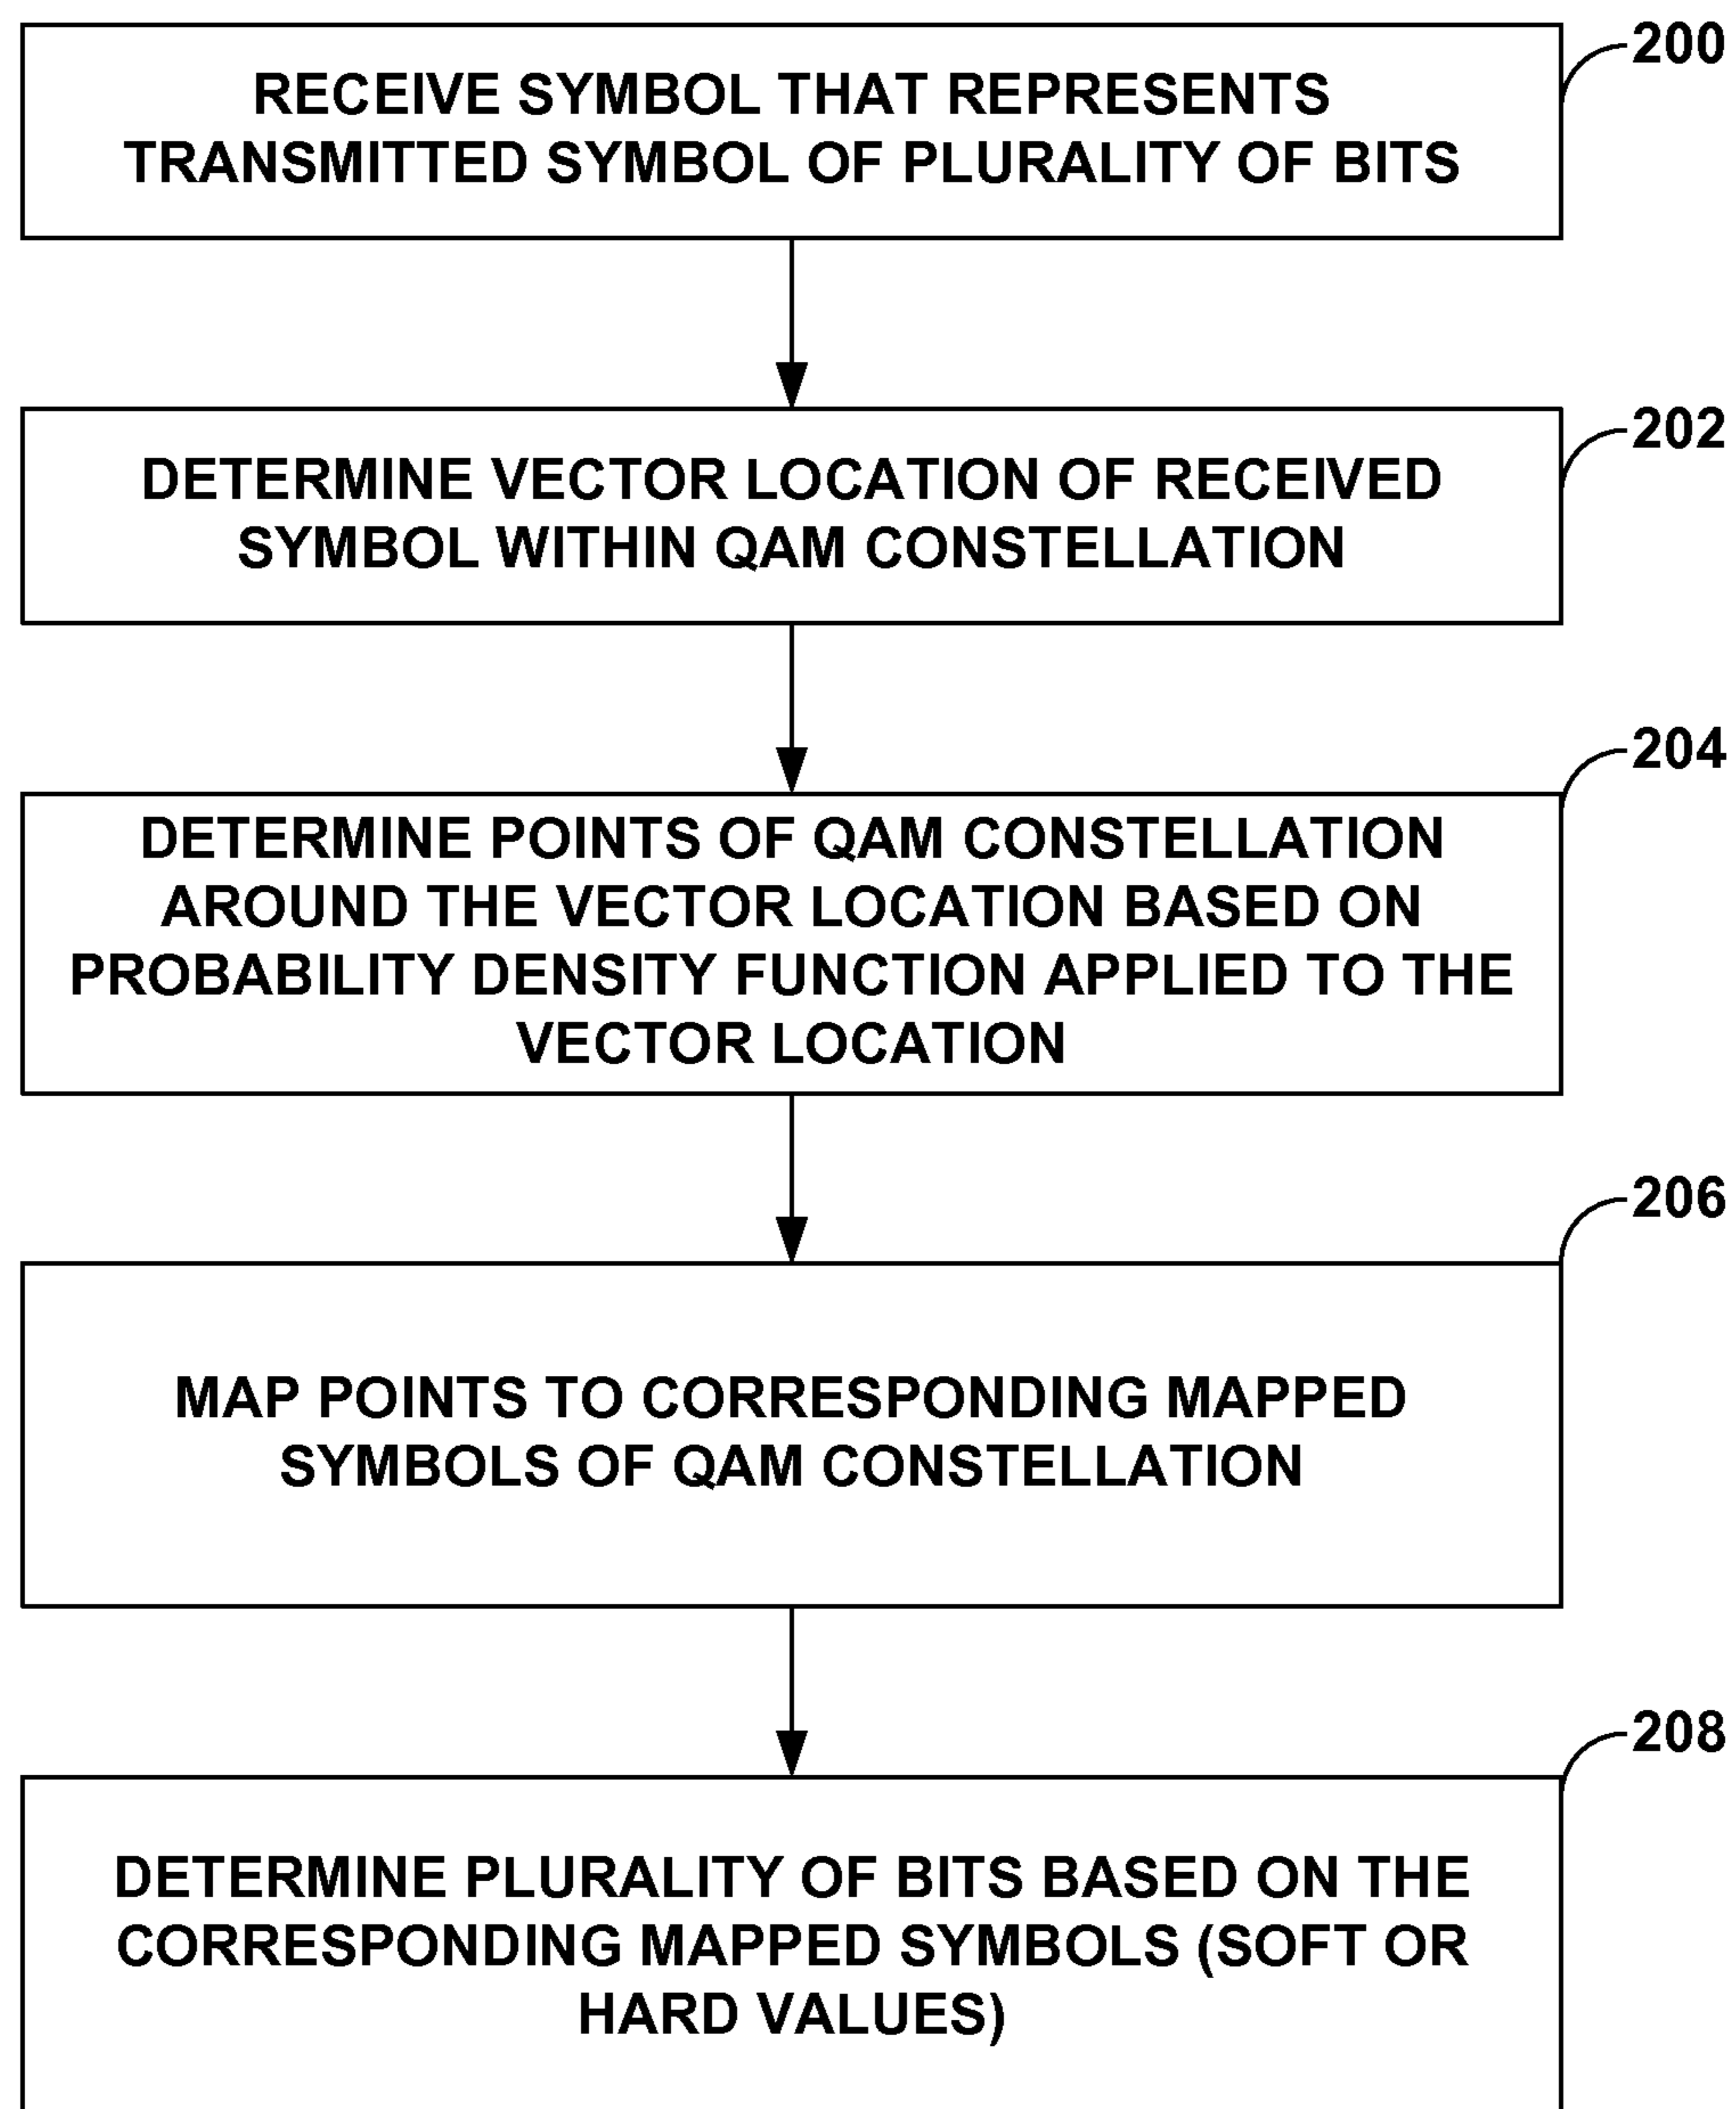 200
RECEIVE SYMBOL THAT REPRESENTS
TRANSMITTED SYMBOL OF PLURALITY OF BITS
202
DETERMINE VECTOR LOCATION OF RECEIVED
SYMBOL WITHIN QAM CONSTELLATION
204
DETERMINE POINTS OF QAM CONSTELLATION
AROUND THE VECTOR LOCATION BASED ON
PROBABILITY DENSITY FUNCTION APPLIED TO THE
VECTOR LOCATION
206
MAP POINTS TO CORRESPONDING MAPPED
SYMBOLS OF QAM CONSTELLATION
208
DETERMINE PLURALITY OF BITS BASED ON THE
CORRESPONDING MAPPED SYMBOLS (SOFT OR
HARD VALUES)